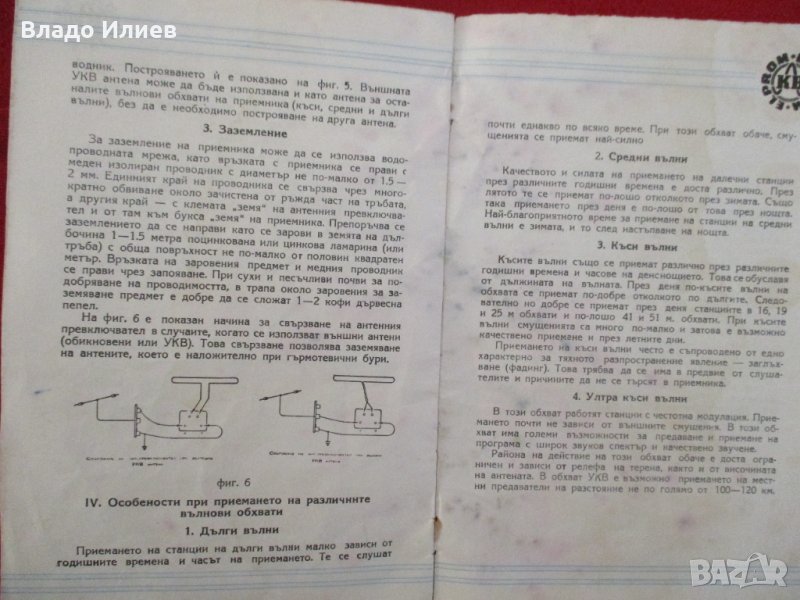 Владо Илиев
водник. Построяването ѝ е показано на фиг. 5. Външната
УКВ антена може да бъде използвана и като антена за оста-
налите вълнови обхвати на приемника (къси, средни и дълги
вълни), без да е необходимо построяване на друга антена.
3. Заземление
За заземление на приемника може да се използва водо-
проводната мрежа, като връзката с приемника се прави с
меден изолиран проводник с диаметър не по-малко от 1.5 —
2 мм. Единният край на проводника се свързва чрез много-
кратно обвиване около зачистена от ръжда част на тръбата,
а другия край — с клемата „земя" на антенния превключва-
тел и от там към букса „земя" на приемника. Препоръчва се
заземлението да се направи като се зарови в земята на дъл-
бочина 1—1.5 метра поцинкована или цинкова ламарина (или
тръба) с обща повърхност не по-малко от половин квадратен
метър. Връзката на заровения предмет и медния проводник
се прави чрез запояване. При сухи и песъчливи почви за по-
добряване на проводимостта, в трапа около заровения за за-
земяване предмет е добре да се сложат 1—2 кофи дървесна
пепел.
На фиг. 6 е показан начина за свързване на антенния
превключвател в случаите, когато се използват външни антени
(обикновени или УКВ). Това свързване позволява заземяване
на антените, което е наложително при гърмотевични бури.
УКВ антени
УКВ антена
фиг. 6
IV. Особености при приемането на различните
вълнови обхвати
1. Дълги вълни
Приемането на станции на дълги вълни малко зависи от
годишните времена и часът на приемането. Те се слушат
ELPROM
КВ
почти еднакво по всяко време. При този обхват обаче, сму-
щенията се приемат най-силно
2. Средни вълни
Качеството и силата на приемането на далечни станции
през различните годишни времена е доста различно. През
лятото те се приемат по-лошо отколкото през зимата. Също
така приемането през деня е по-лошо от това през нощта.
Най-благоприятното време за приемане на станции на средни
вълни е зимата, и то след настъпване на нощта.
3. Къси вълни
Късите вълни също се приемат различно през различните
годишни времена и часове на денснощието. Това се обуславя
от дължината на вълната. През деня по-късите вълни на
обхвата се приемат по-добре отколкото по-дългите. Следо-
вателно но добре се приемат през деня станциите в 16, 19
и 25 м обхвати и по-лошо 41 и 51 м. обхвати. При късите
вълни смущенията са много по-малко и затова е възможно
качествено приемане и през летните дни.
Приемането на къси вълни често е съпроводено от едно
характерно за тяхното разпространение явление — заглъх-
ване (фадинг). Това трябва да се има в предвие от слуша-
телите и причините да не се търсят в приемника.
4. Ултра къси вълни
В този обхват работят станции с честотна модулация. Прие-
мането почти не зависи от външните смушения. В този об-
хват има големи възможности за предаване и приемане на
програма с широк звуков спектър и качествено звучене.
Района на действие на този обхват обаче е доста огра-
ничен и зависи от релефа на терена, както и от височината
на антената. В обхват УКВ е възможно приемането на мест-
ни предаватели на разстояние не по голямо от 100—120 км.
BAZAR